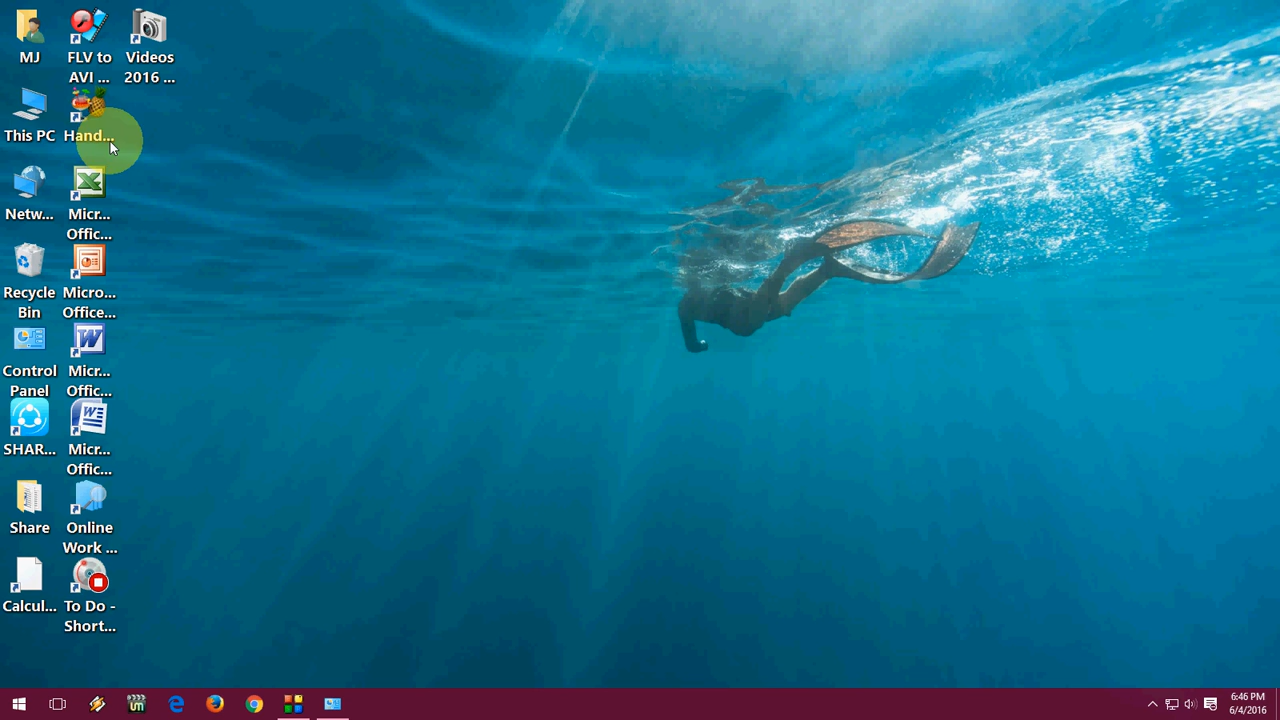 MJ
FLV to
AVI ...
Videos
2016 ...
This PC
Hand...
Netw...
Micr...
Offic...
Recycle
Bin
Micro...
Office...
Control
Panel
Micr...
Offic...
SHAR...
Micr...
Offic...
Share
Online
Work ...
Calcul...
To Do -
Short...
6:46 PM
6/4/2016